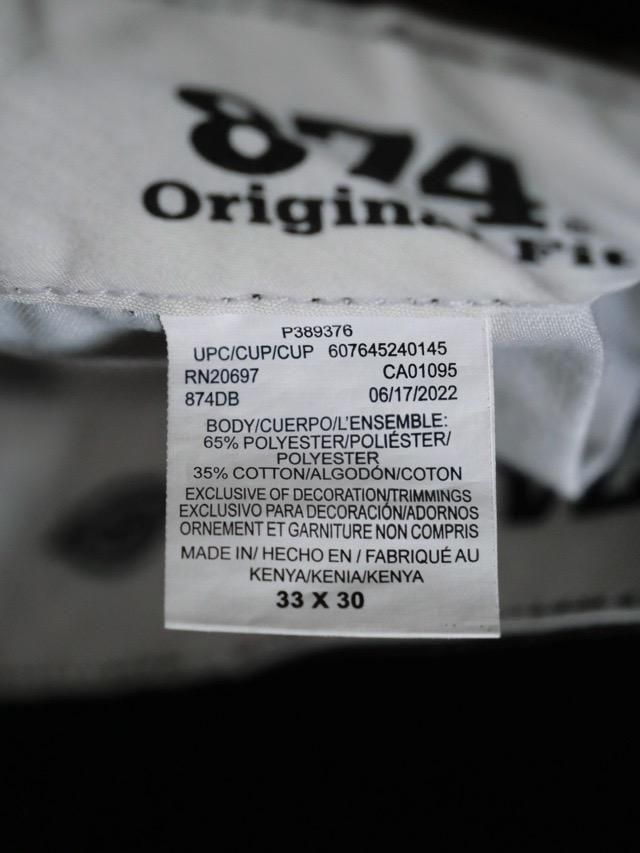 874®
Original Fit
P389376
UPC/CUP/CUP 607645240145
RN20697 CA01095
874DB 06/17/2022
BODY/CUERPO/L'ENSEMBLE:
65% POLYESTER/POLIÉSTER/
POLYESTER
35% COTTON/ALGODÓN/COTON
EXCLUSIVE OF DECORATION/TRIMMINGS
EXCLUSIVO PARA DECORACIÓN/ADORNOS
ORNEMENT ET GARNITURE NON COMPRIS
MADE IN/ HECHO EN / FABRIQUÉ AU
KENYA/KENIA/KENYA
33 X 30